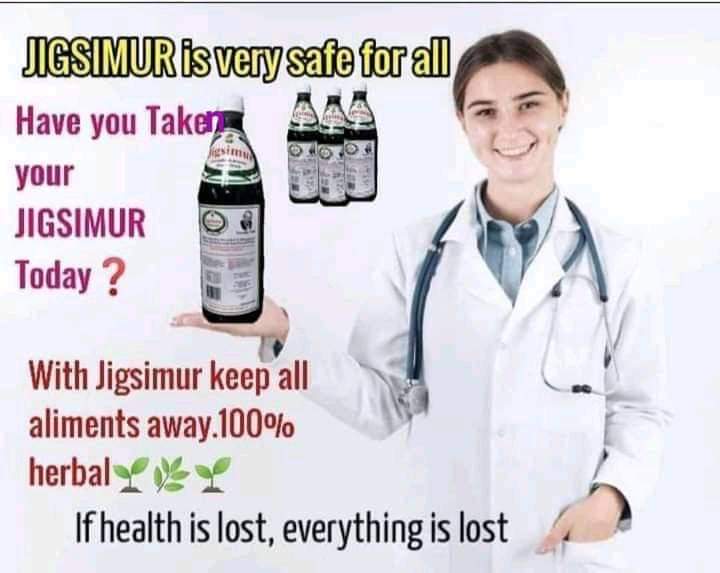 JIGSIMUR is very safe for all
Have you Taken
your
JIGSIMUR
Today ?
Jigsimur
With Jigsimur keep all
aliments away.100%
herbal
If health is lost, everything is lost